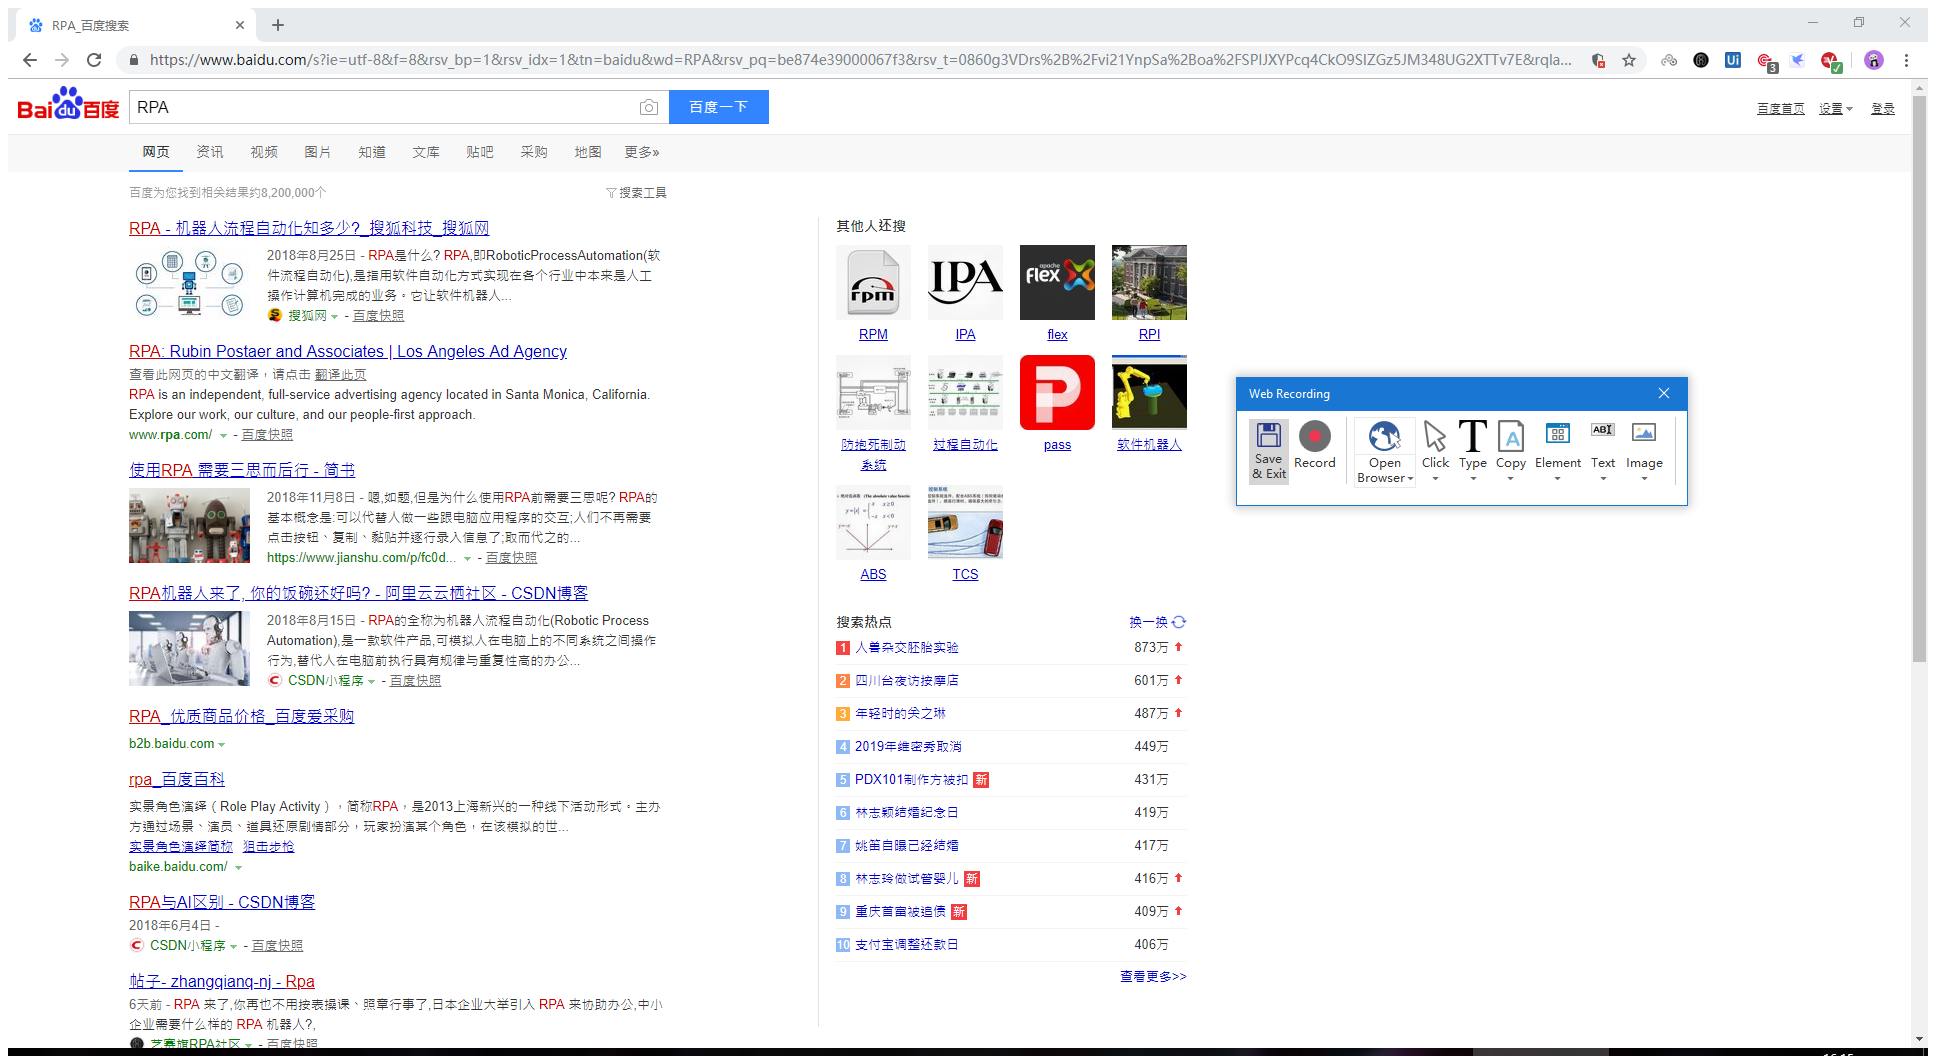 RPA_百度搜索
https://www.baidu.com/s?ie=utf-8&f=8&rsv_bp=1&rsv_idx=1&tn=baidu&wd=RPA&rsv_pq=be874e39000067f3&rsv_t=0860g3VDrs%2B%2Fvi21YnpSa%2Boa%2FSPIJXYPcq4CkO9SIZGz5JM348UG2XTTv7E&rqla...
Ui
3
Bai du 百度
RPA
百度一下
百度首页 设置 登录
网页 资讯 视频 图片 知道 文库 贴吧 采购 地图 更多»
百度为您找到相关结果约8,200,000个
搜索工具
RPA - 机器人流程自动化知多少?_搜狐科技_搜狐网
2018年8月25日 - RPA是什么? RPA,即RoboticProcessAutomation(软
件流程自动化),是指用软件自动化方式实现在各个行业中本来是人工
操作计算机完成的业务。它让软件机器人...
搜狐网 - 百度快照
RPA: Rubin Postaer and Associates | Los Angeles Ad Agency
查看此网页的中文翻译，请点击 翻译此页
RPA is an independent, full-service advertising agency located in Santa Monica, California.
Explore our work, our culture, and our people-first approach.
www.rpa.com/ - 百度快照
使用RPA 需要三思而后行 - 简书
2018年11月8日 - 嗯,如题,但是为什么使用RPA前需要三思呢? RPA的
基本概念是:可以代替人做一些跟电脑应用程序的交互;人们不再需要
点击按钮、复制、黏贴并逐行录入信息了;取而代之的...
https://www.jianshu.com/p/fc0d... - 百度快照
RPA机器人来了, 你的饭碗还好吗? - 阿里云云栖社区 - CSDN博客
2018年8月15日 - RPA的全称为机器人流程自动化(Robotic Process
Automation),是一款软件产品,可模拟人在电脑上的不同系统之间操作
行为,替代人在电脑前执行具有规律与重复性高的办公...
CSDN小程序 - 百度快照
RPA_优质商品价格_百度爱采购
b2b.baidu.com
rpa_百度百科
实景角色演绎（Role Play Activity），简称RPA，是2013上海新兴的一种线下活动形式。主办
方通过场景、演员、道具还原剧情部分，玩家扮演某个角色，在该模拟的世...
实景角色演绎简称 狙击步枪
baike.baidu.com/
RPA与AI区别 - CSDN博客
2018年6月4日 -
CSDN小程序 - 百度快照
帖子- zhangqianq-nj - Rpa
6天前 - RPA 来了,你再也不用按表操课、照章行事了,日本企业大举引入 RPA 来协助办公,中小
企业需要什么样的 RPA 机器人?,
艺赛旗RPA社区 - 百度快照
其他人还搜
rpm
IPA
apache
flex
RPM IPA flex RPI
防抱死制动
系统
过程自动化 pass 软件机器人
ABS TCS
搜索热点 换一换
1 人兽杂交胚胎实验 873万
2 四川台夜访按摩店 601万
3 年轻时的关之琳 487万
4 2019年维密秀取消 449万
5 PDX101制作方被扣 新 431万
6 林志颖结婚纪念日 419万
7 姚笛自曝已经结婚 417万
8 林志玲做试管婴儿 新 416万
9 重庆首富被追债 新 409万
10 支付宝调整还款日 406万
查看更多>>
Web Recording
Save
& Exit
Record
Open
Browser
Click
Type
Copy
Element
Text
Image